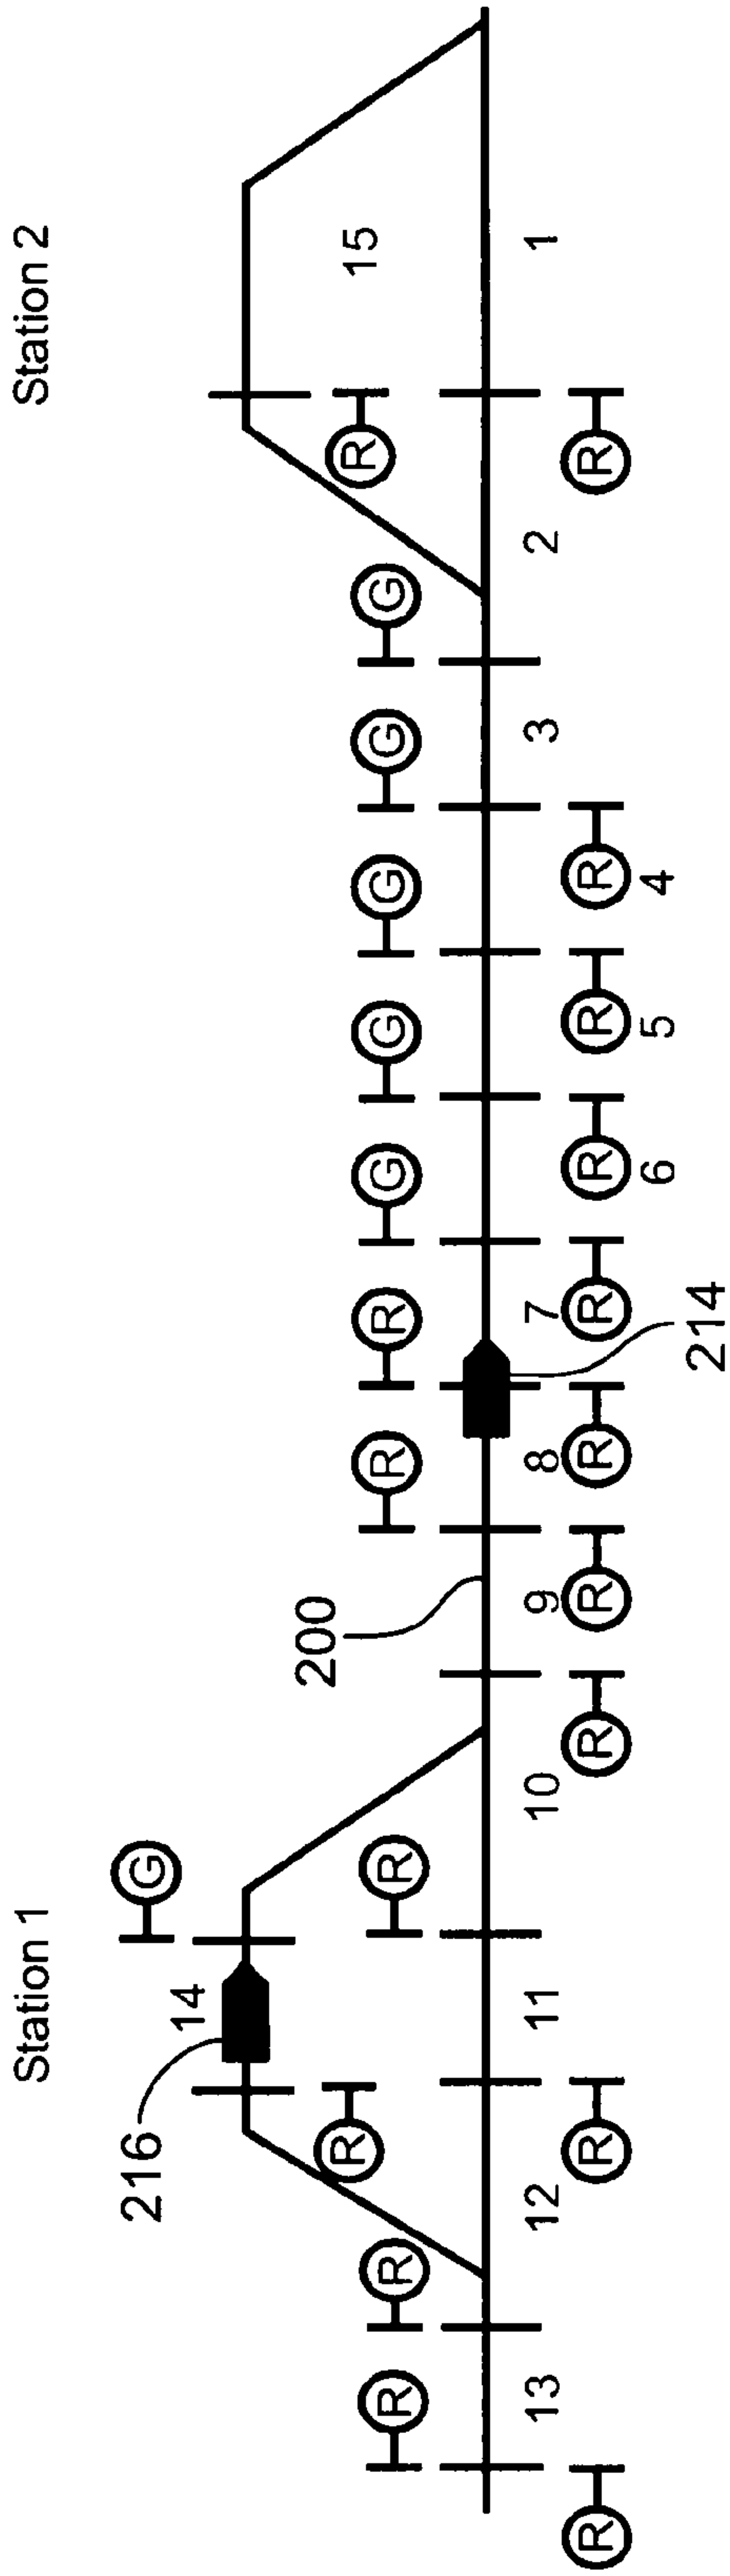 Station 1 Station 2
216 G
14
200
R R 15
R R R R R G G G G G
13 12 11 10 9 8 7 3 2 1
R R R R R R R R R R
6 5 4
214